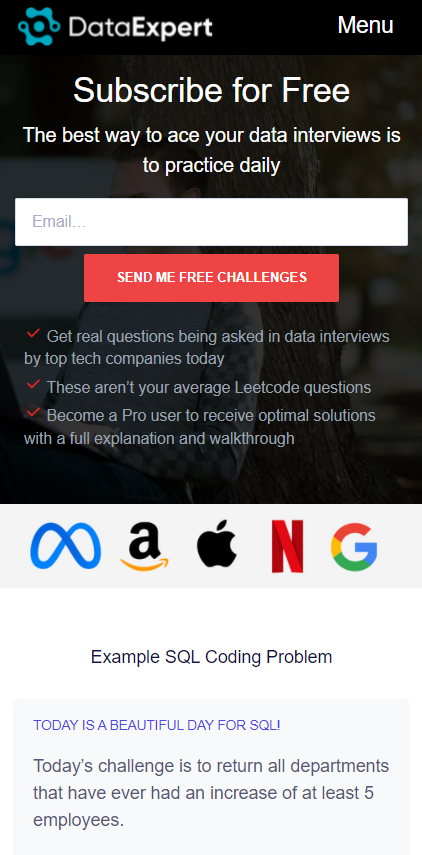 DataExpert
Menu
Subscribe for Free
The best way to ace your data interviews is
to practice daily
Email...
SEND ME FREE CHALLENGES
Get real questions being asked in data interviews
by top tech companies today
These aren't your average Leetcode questions
Become a Pro user to receive optimal solutions
with a full explanation and walkthrough
Example SQL Coding Problem
TODAY IS A BEAUTIFUL DAY FOR SQL!
Today's challenge is to return all departments
that have ever had an increase of at least 5
employees.